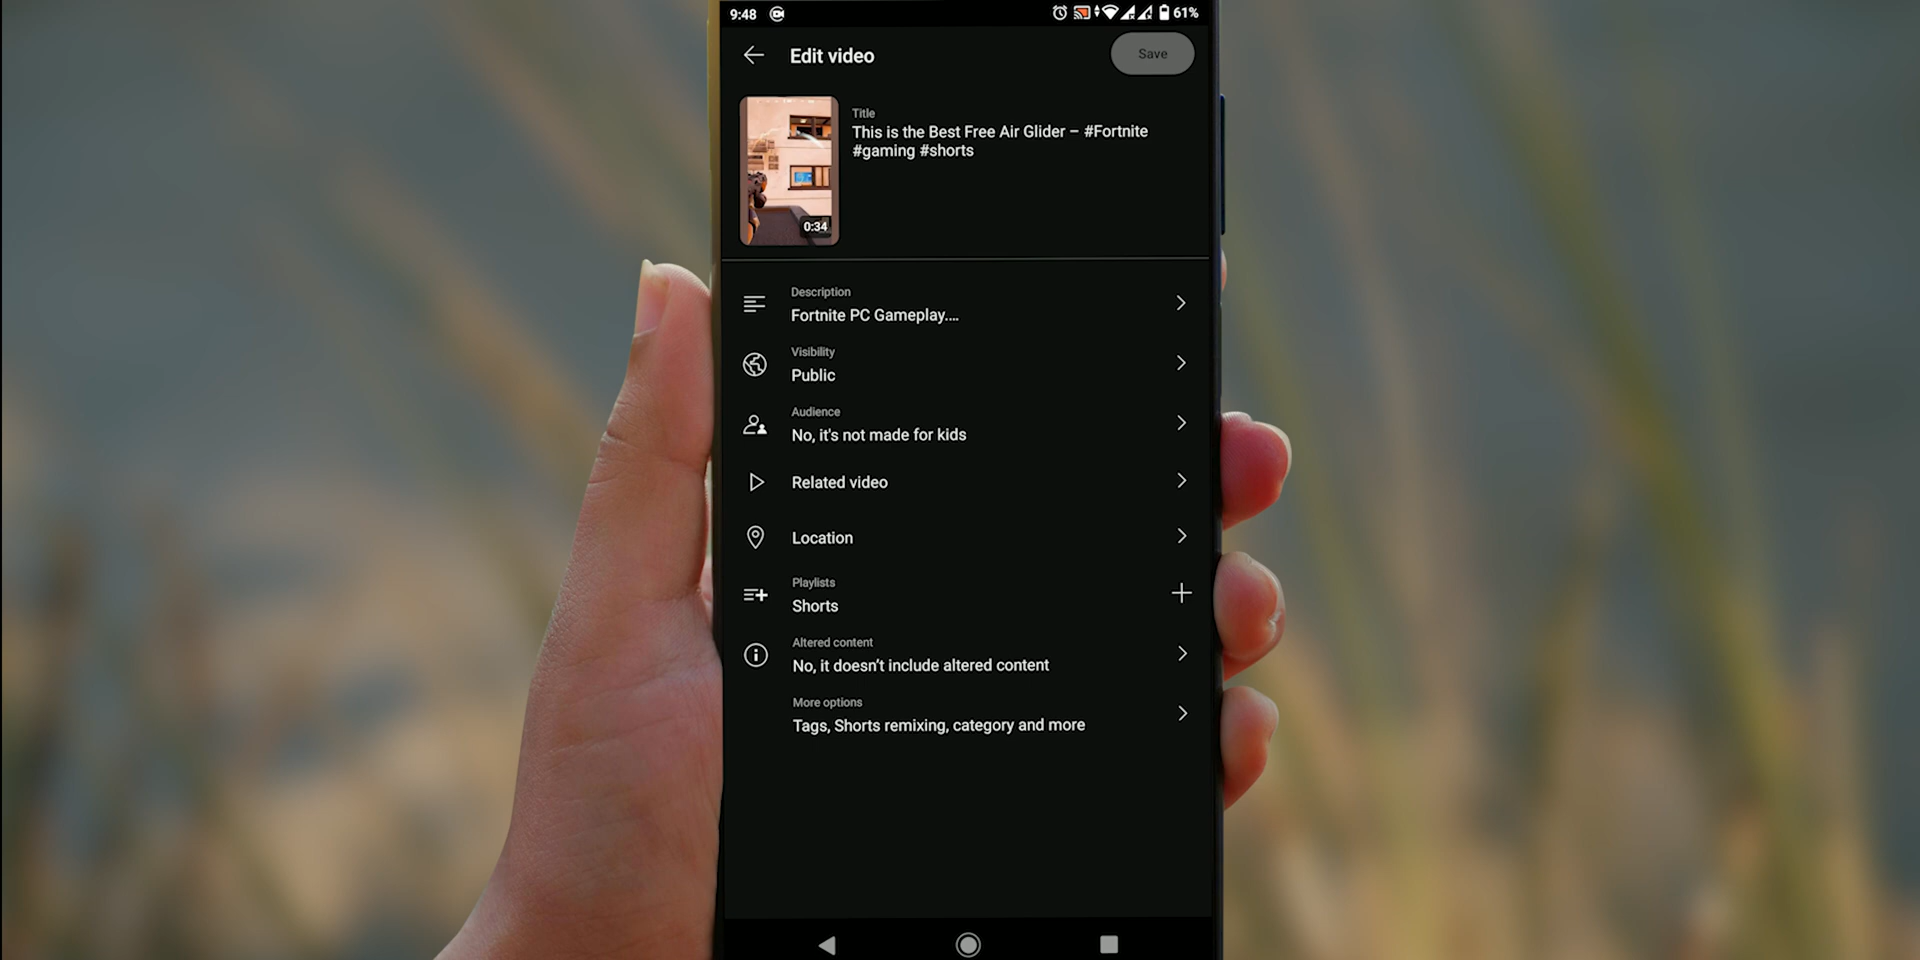 9:48
61%
Edit video
Save
Title
This is the Best Free Air Glider – #Fortnite
#gaming #shorts
0:34
Description
Fortnite PC Gameplay....
Visibility
Public
Audience
No, it's not made for kids
Related video
Location
Playlists
Shorts
Altered content
No, it doesn’t include altered content
More options
Tags, Shorts remixing, category and more